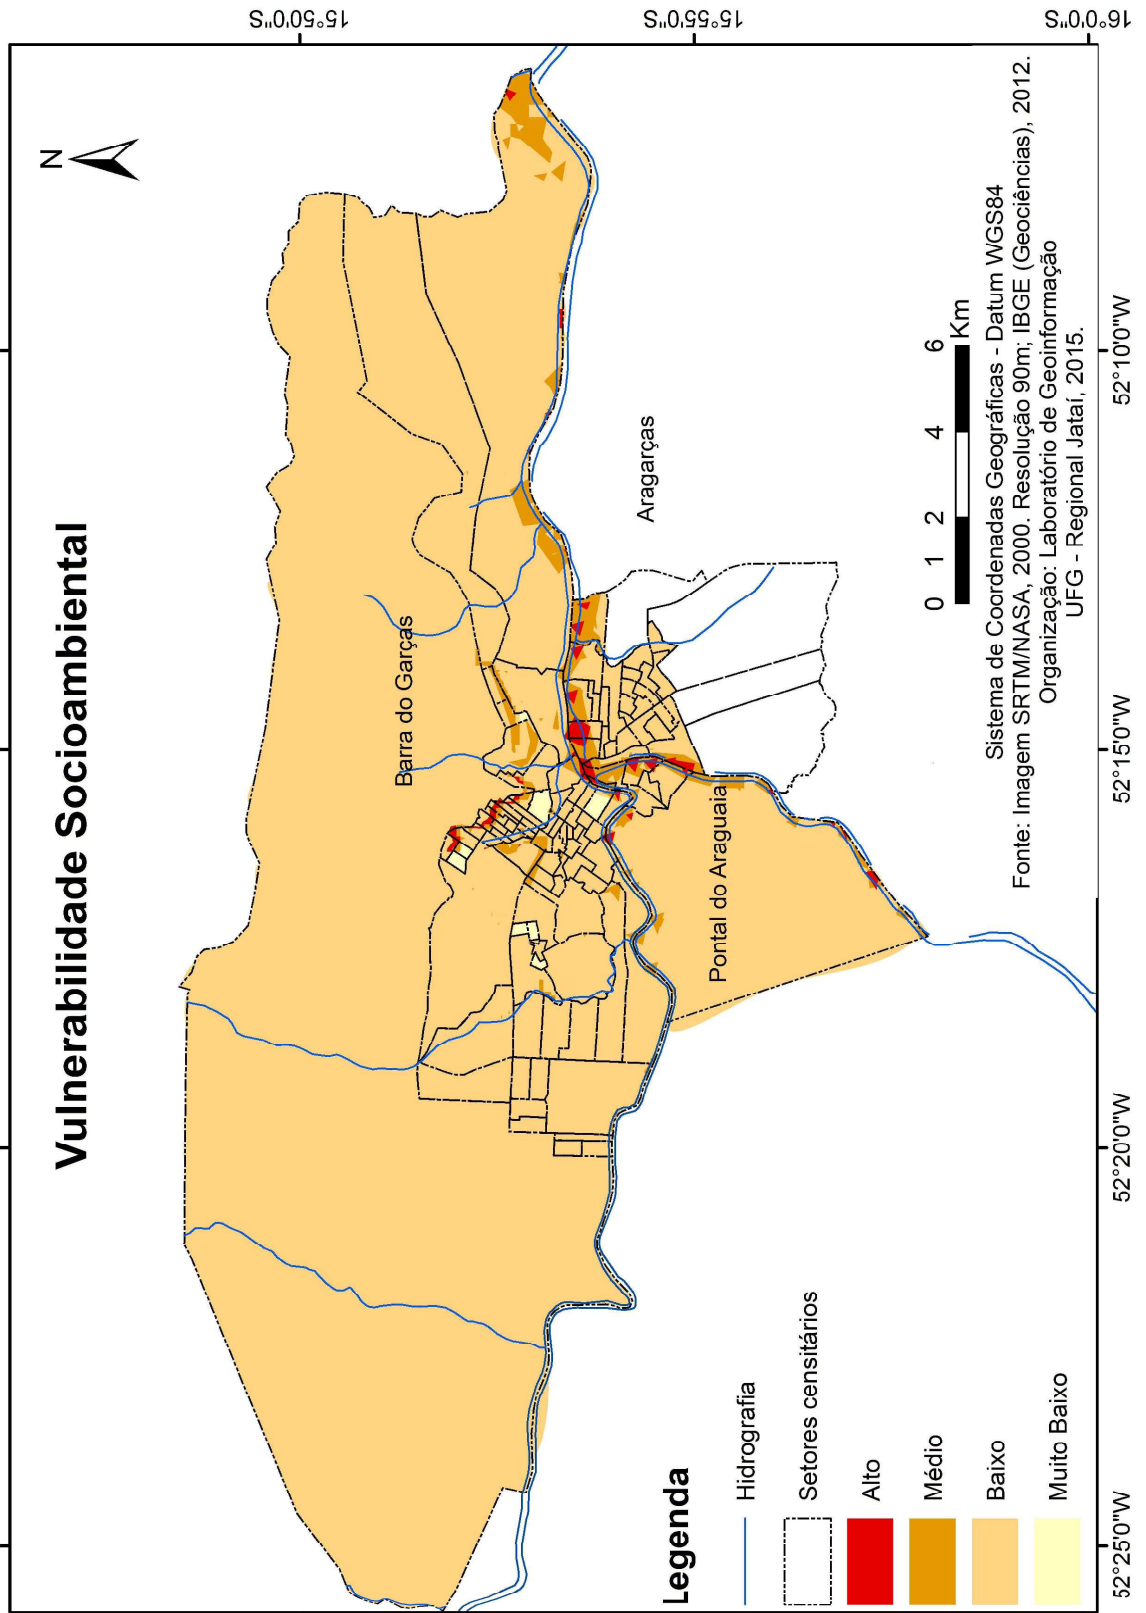 Vulnerabilidade Socioambiental
N
15°50'0"S
15°55'0"S
16°0'0"S
Barra do Garças
Aragarças
Pontal do Araguaia
Legenda
Hidrografia
Setores censitários
Alto
Médio
Baixo
Muito Baixo
0 1 2 4 6
Km
Sistema de Coordenadas Geográficas - Datum WGS84
Fonte: Imagem SRTM/NASA, 2000. Resolução 90m; IBGE (Geociências), 2012.
Organização: Laboratório de Geoinformação
UFG - Regional Jataí, 2015.
52°25'0"W
52°20'0"W
52°15'0"W
52°10'0"W